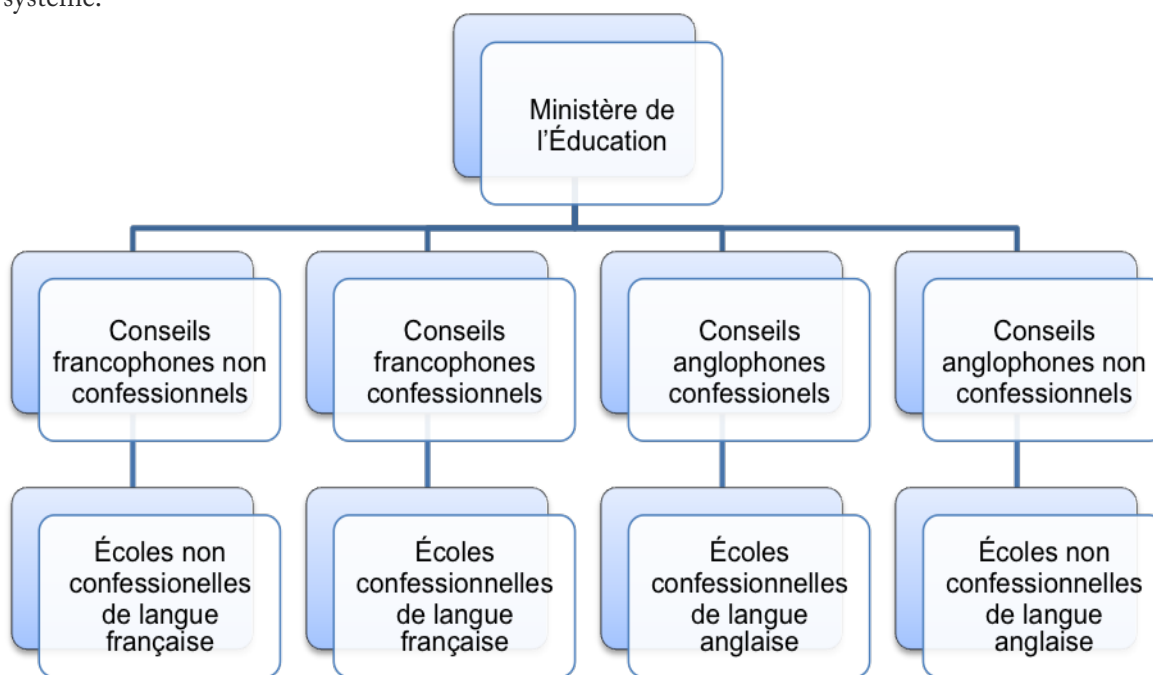 système.
Ministère de
l'Éducation
Conseils
francophones non
confessionnels
Conseils
francophones
confessionnels
Conseils
anglophones
confessionels
Conseils
anglophones non
confessionnels
Écoles non
confessionelles
de langue
française
Écoles
confessionnelles
de langue
française
Écoles
confessionnelles
de langue
anglaise
Écoles non
confessionnelles
de langue
anglaise